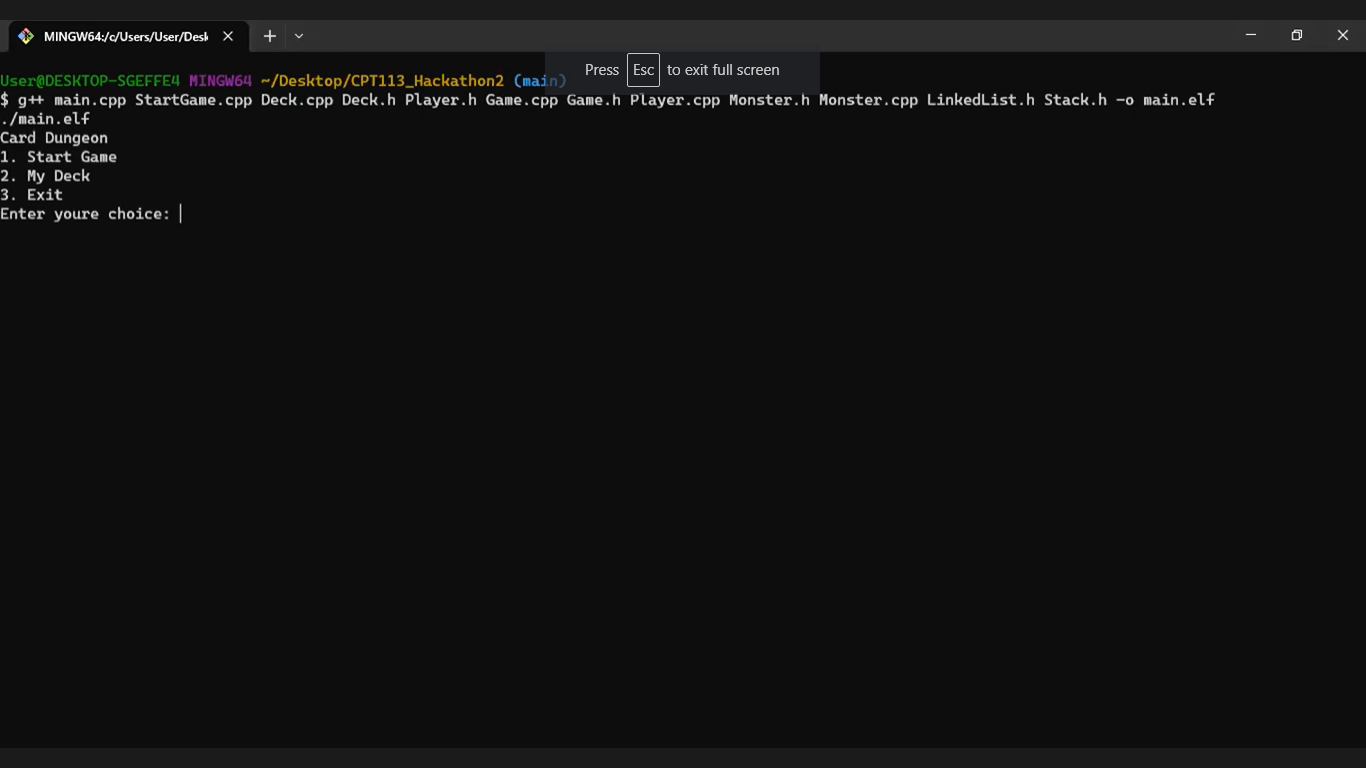 MINGW64:/c/Users/User/Desk
Press Esc to exit full screen
User@DESKTOP-SGEFFE4 MINGW64 ~/Desktop/CPT113_Hackathon2 (main)
$ g++ main.cpp StartGame.cpp Deck.cpp Deck.h Player.h Game.cpp Game.h Player.cpp Monster.h Monster.cpp LinkedList.h Stack.h -o main.elf
./main.elf
Card Dungeon
1. Start Game
2. My Deck
3. Exit
Enter youre choice: